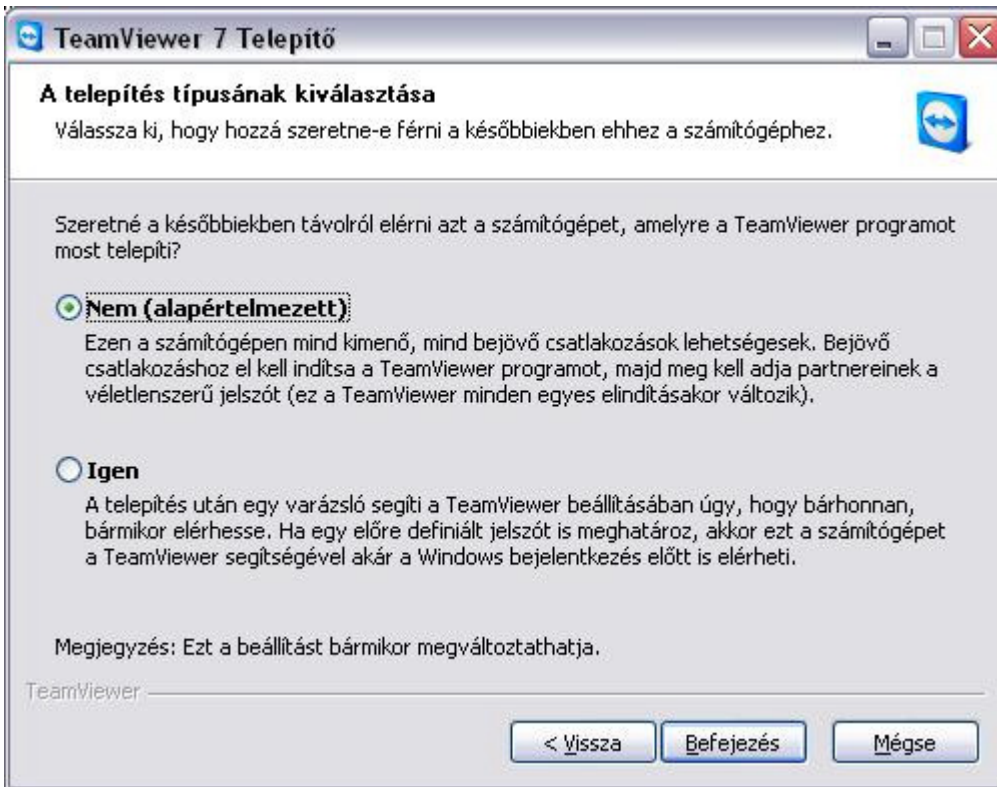 TeamViewer 7 Telepítő
A telepítés típusának kiválasztása
Válassza ki, hogy hozzá szeretne-e férni a későbbiekben ehhez a számítógéphez.
Szeretné a későbbiekben távolról elérni azt a számítógépet, amelyre a TeamViewer programot
most telepíti?
Nem (alapértelmezett)
Ezen a számítógépen mind kimenő, mind bejövő csatlakozások lehetségesek. Bejövő
csatlakozáshoz el kell indítsa a TeamViewer programot, majd meg kell adja partnereinek a
véletlenszerű jelszót (ez a TeamViewer minden egyes elindításakor változik).
Igen
A telepítés után egy varázsló segíti a TeamViewer beállításában úgy, hogy bárhonnan,
bármikor elérhesse. Ha egy előre definiált jelszót is meghatároz, akkor ezt a számítógépet
a TeamViewer segítségével akár a Windows bejelentkezés előtt is elérheti.
Megjegyzés: Ezt a beállítást bármikor megváltoztathatja.
TeamViewer
< Vissza
Befejezés
Mégse